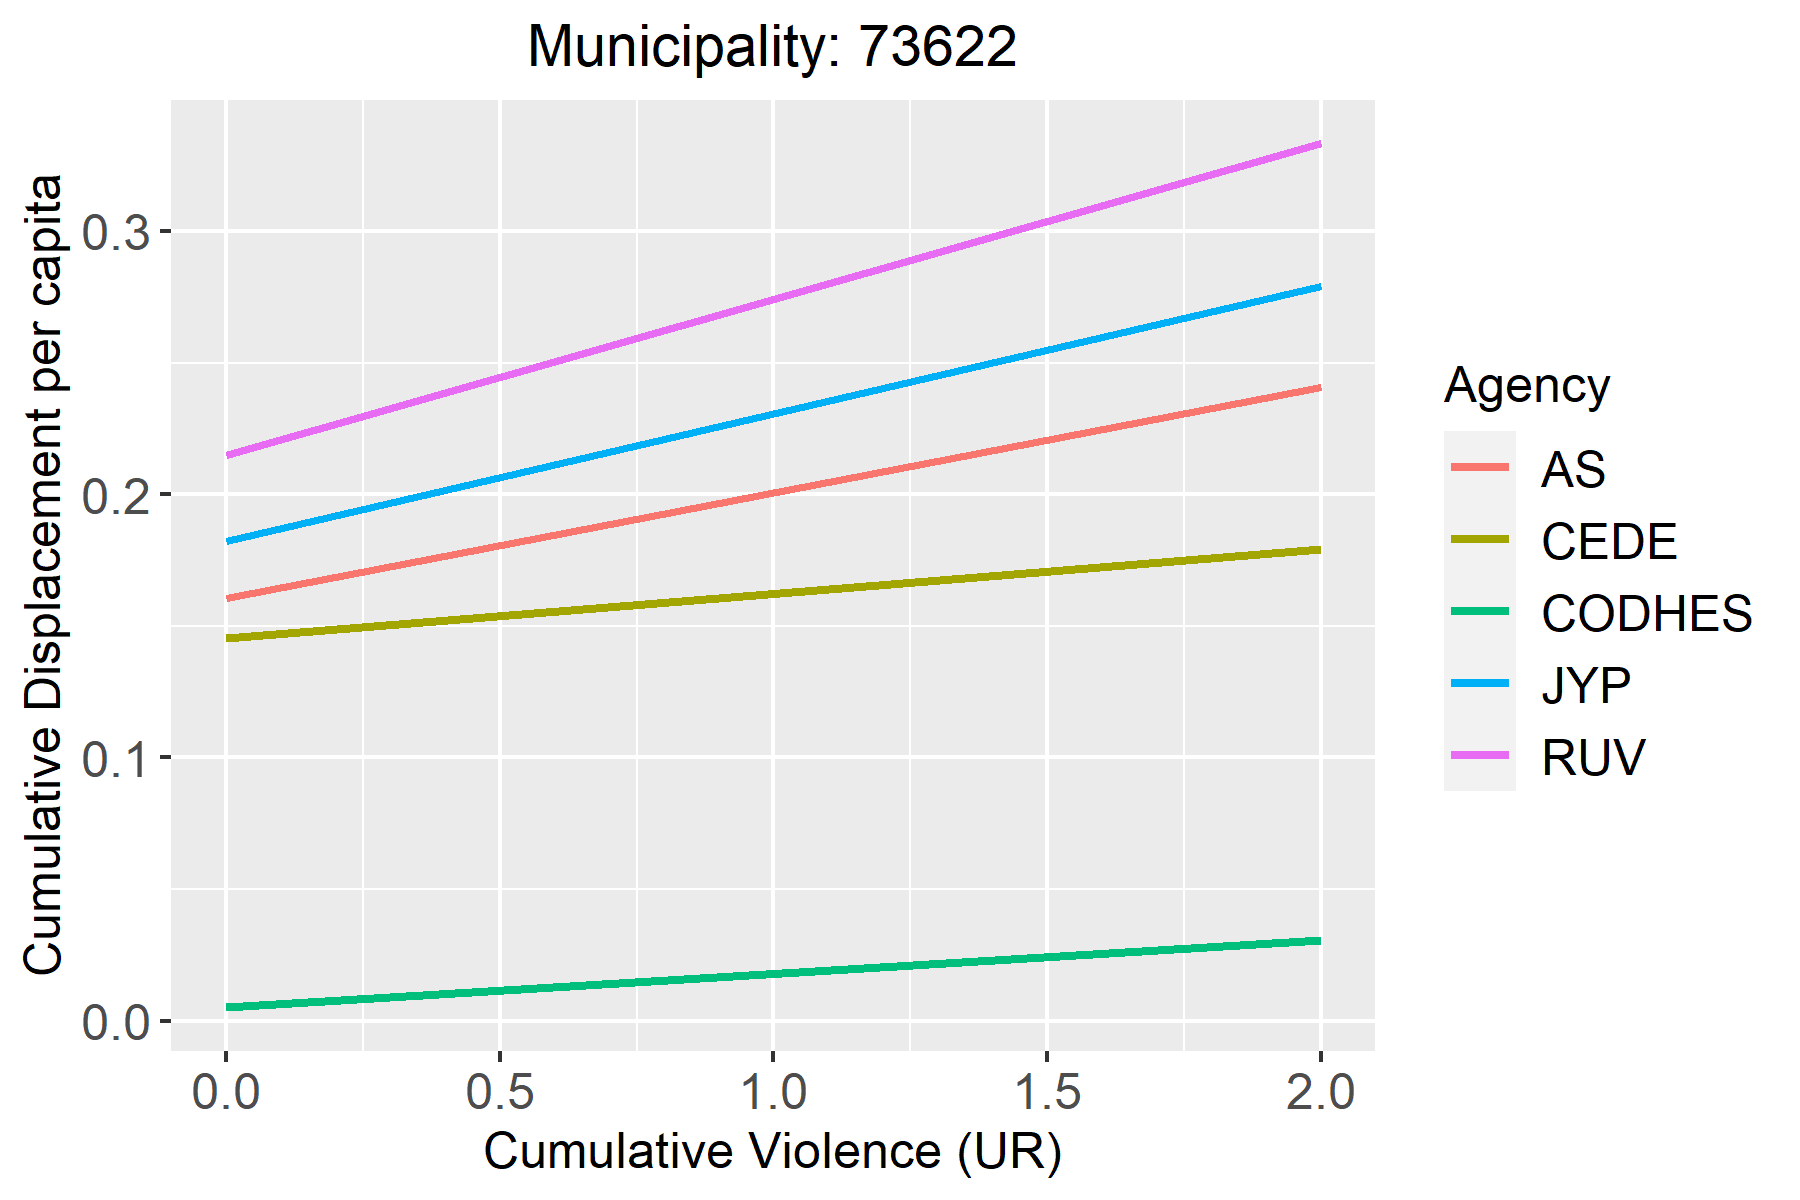 Municipality: 73622
Cumulative Displacement per capita
0.3
0.2
0.1
0.0
0.0 0.5 1.0 1.5 2.0
Cumulative Violence (UR)
Agency
AS
CEDE
CODHES
JYP
RUV